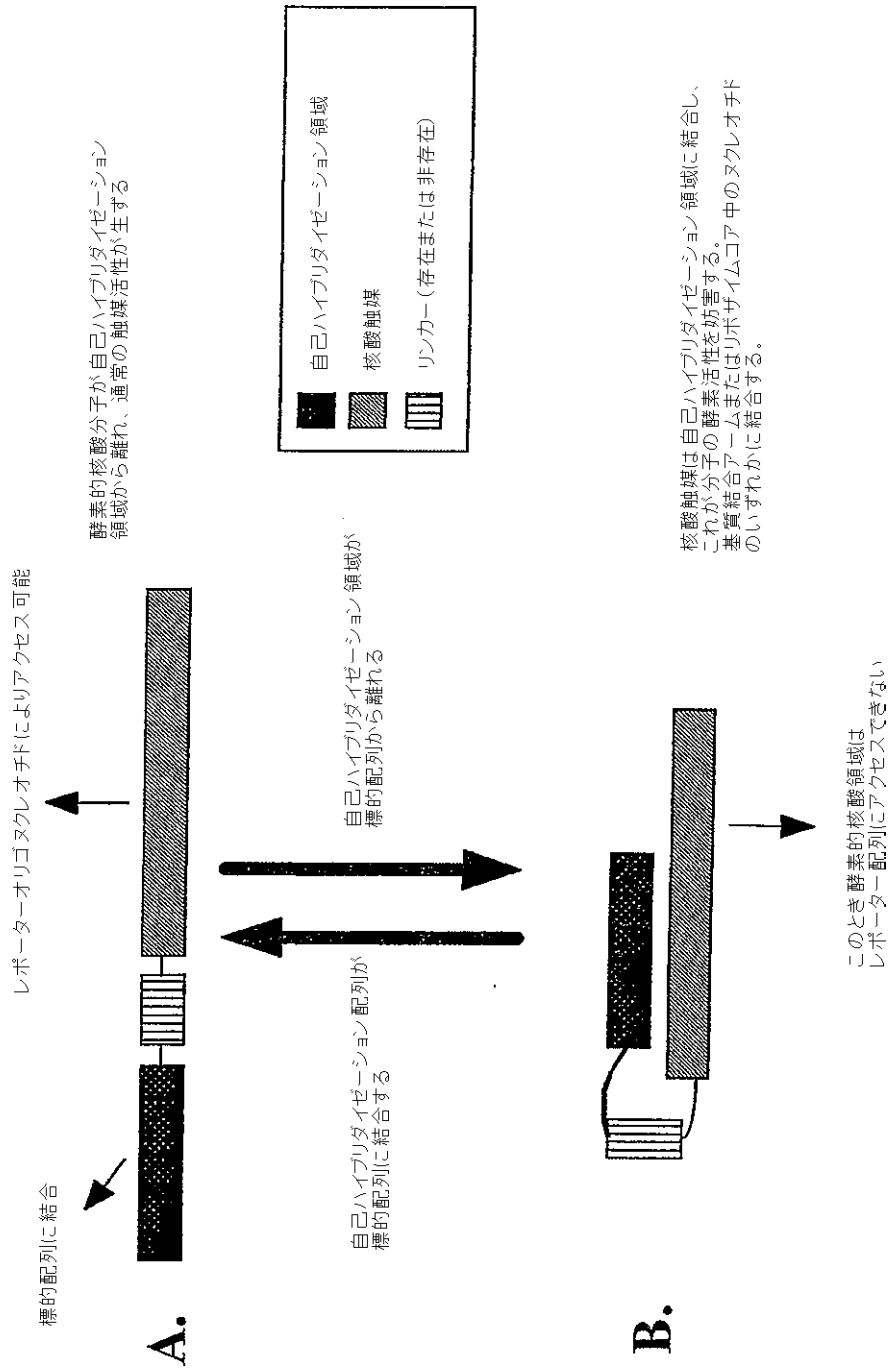 レポーターオリゴヌクレオチドによりアクセス可能
標的配列に結合
A.
酵素的核酸分子が自己ハイブリダイゼーション
領域から離れ、通常の触媒活性が生ずる
自己ハイブリダイゼーション配列が
標的配列に結合する
自己ハイブリダイゼーション領域が
標的配列から離れる
自己ハイブリダイゼーション領域
核酸触媒
リンカー(存在または非存在)
B.
核酸触媒は自己ハイブリダイゼーション領域に結合し、
これが分子の酵素活性を妨害する。
基質結合アームまたはリボザイムコア中のヌクレオチド
のいずれかに結合する。
このとき酵素的核酸領域は
レポーター配列にアクセスできない